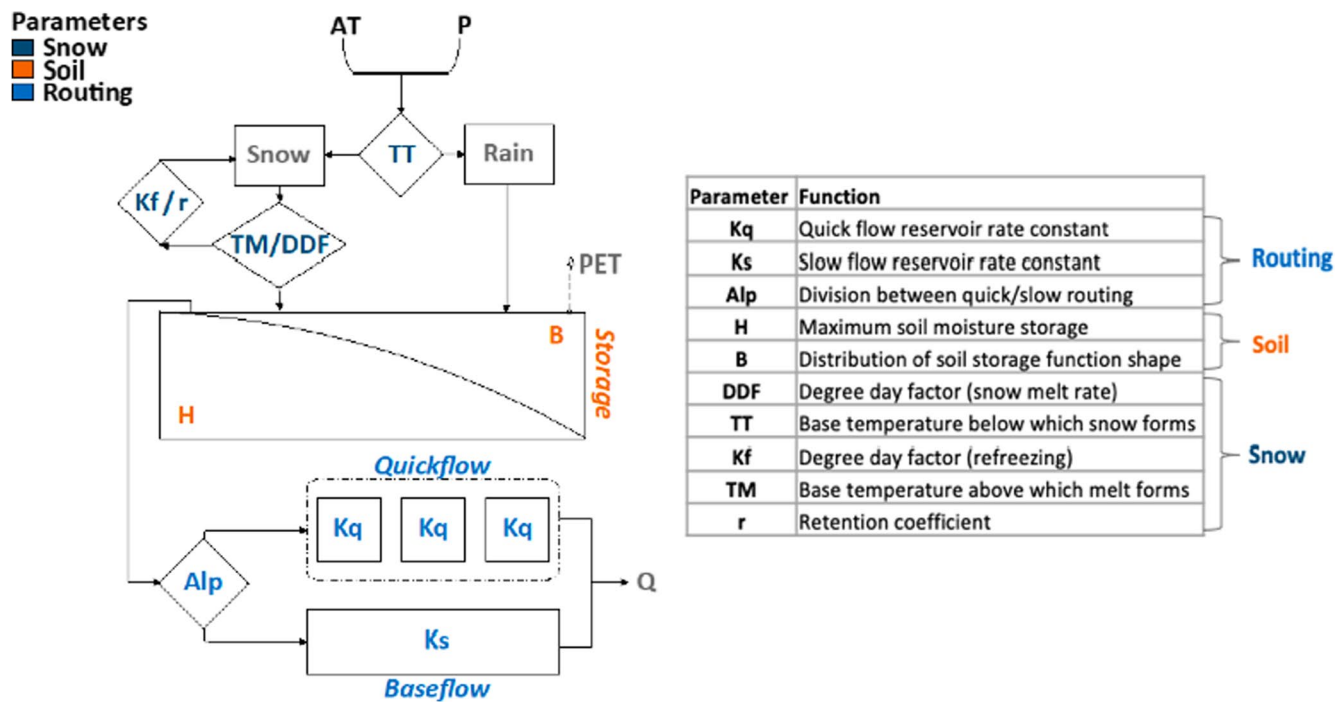 Parameters
Snow
Soil
Routing
AT P
Snow TT Rain
Kf / r
TM/DDF
PET
B
H
Storage
Quickflow
Kq Kq Kq
Alp
Q
Ks
Baseflow
Parameter Function
Kq Quick flow reservoir rate constant
Ks Slow flow reservoir rate constant
Alp Division between quick/slow routing
Routing
H Maximum soil moisture storage
B Distribution of soil storage function shape
Soil
DDF Degree day factor (snow melt rate)
TT Base temperature below which snow forms
Kf Degree day factor (refreezing)
TM Base temperature above which melt forms
r Retention coefficient
Snow